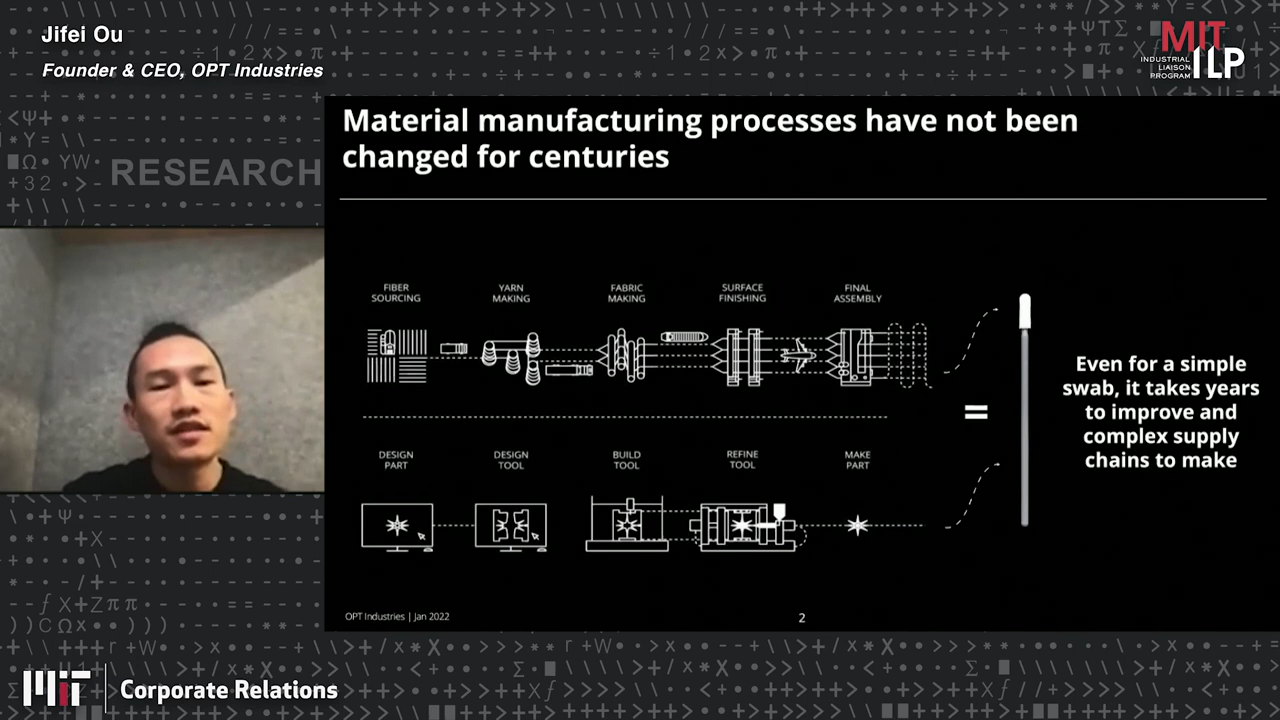 Jifei Ou
Founder & CEO, OPT Industries
MIT
INDUSTRIAL
LIAISON
PROGRAM
ILP
RESEARCH
Material manufacturing processes have not been
changed for centuries
FIBER
SOURCING
YARN
MAKING
FABRIC
MAKING
SURFACE
FINISHING
FINAL
ASSEMBLY
=
Even for a simple
swab, it takes years
to improve and
complex supply
chains to make
DESIGN
PART
DESIGN
TOOL
BUILD
TOOL
REFINE
TOOL
MAKE
PART
OPT Industries | Jan 2022
2
MIT
Corporate Relations